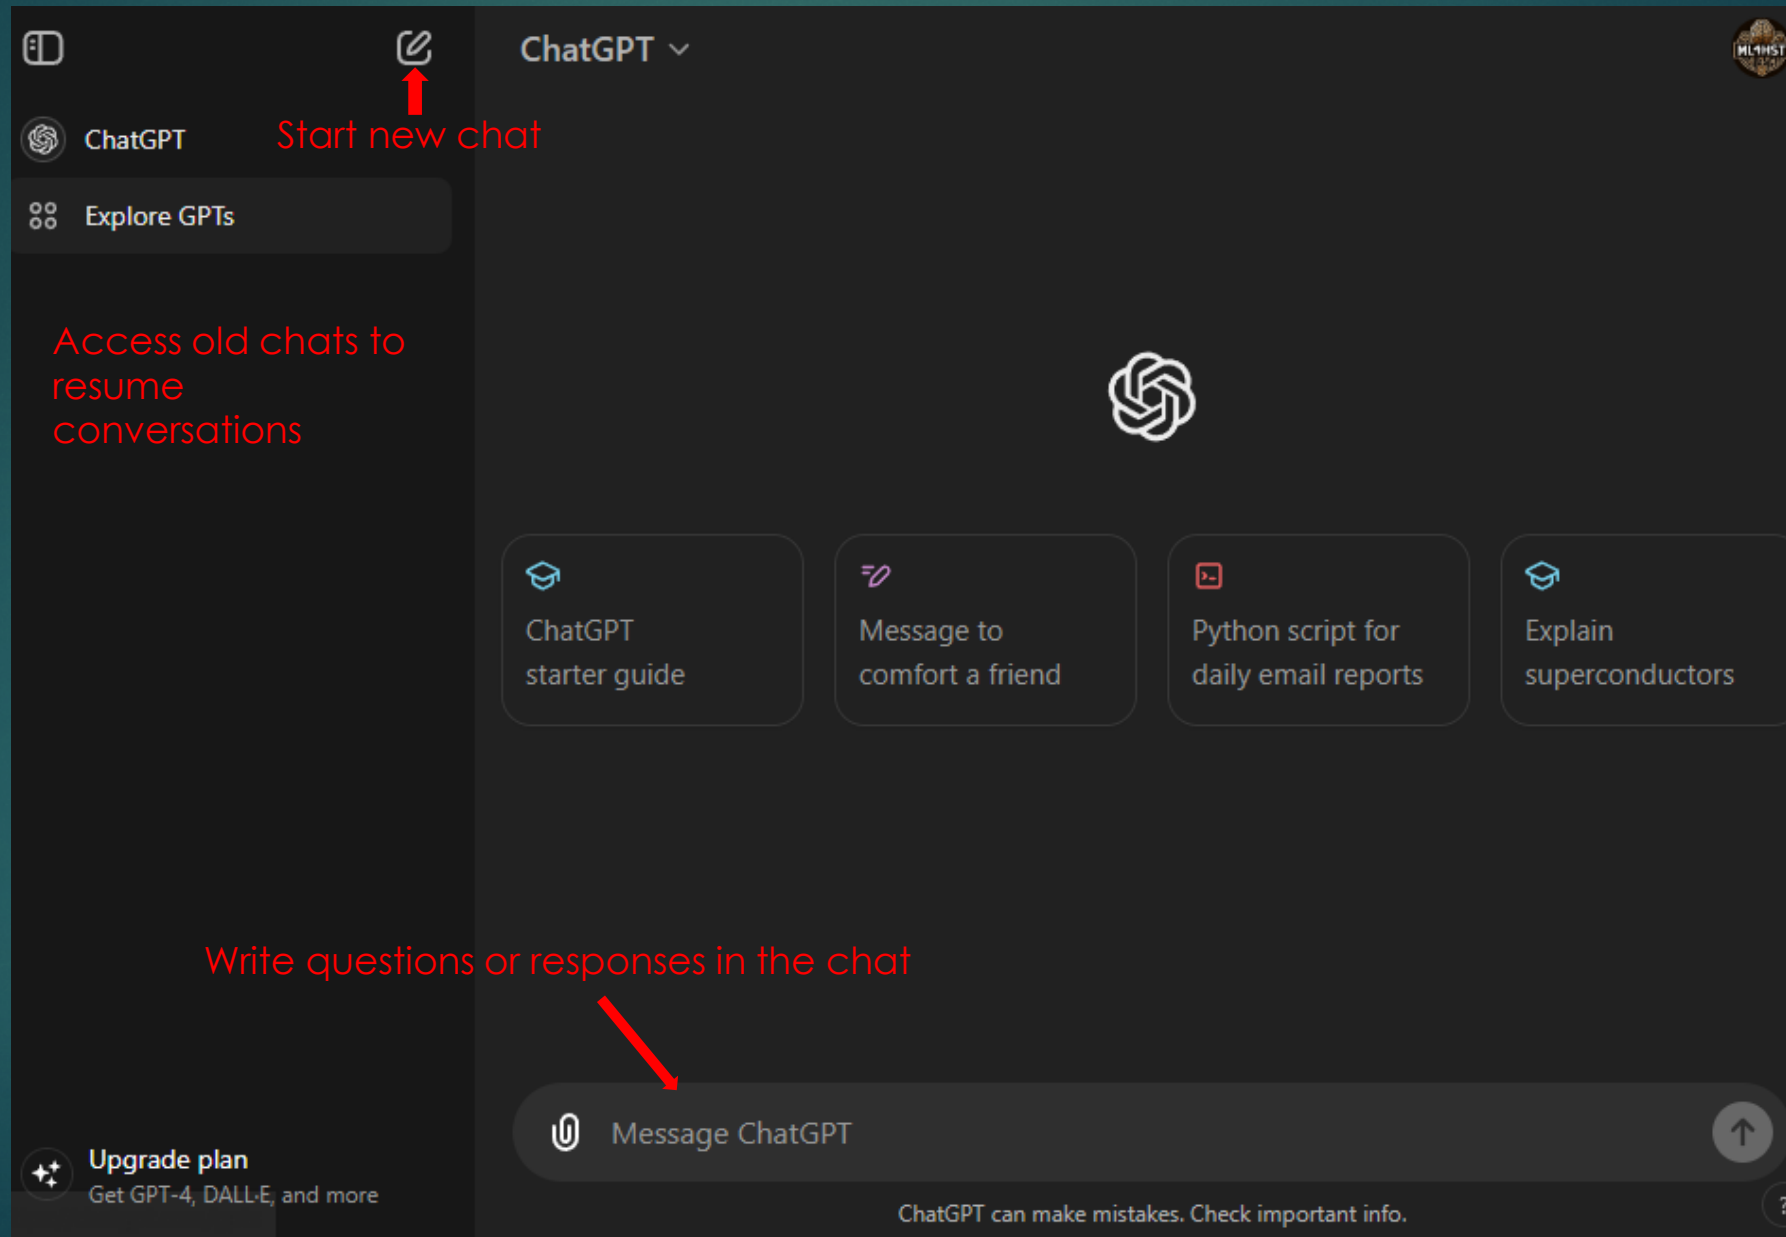 ChatGPT
ML4HST
ChatGPT
Start new chat
Explore GPTs
Access old chats to
resume
conversations
ChatGPT
starter guide
Message to
comfort a friend
Python script for
daily email reports
Explain
superconductors
Write questions or responses in the chat
Message ChatGPT
Upgrade plan
Get GPT-4, DALL·E, and more
ChatGPT can make mistakes. Check important info.
?